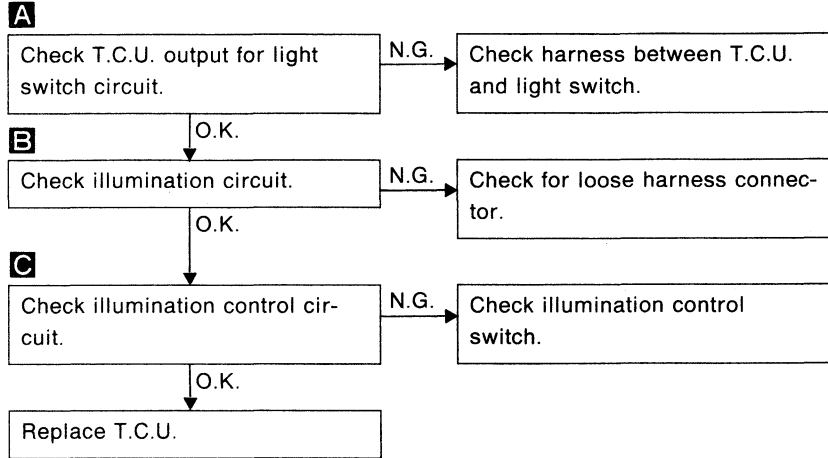 A
Check T.C.U. output for light
switch circuit.
N.G.
Check harness between T.C.U.
and light switch.
O.K.
B
Check illumination circuit.
N.G.
Check for loose harness connec-
tor.
O.K.
C
Check illumination control cir-
cuit.
N.G.
Check illumination control
switch.
O.K.
Replace T.C.U.